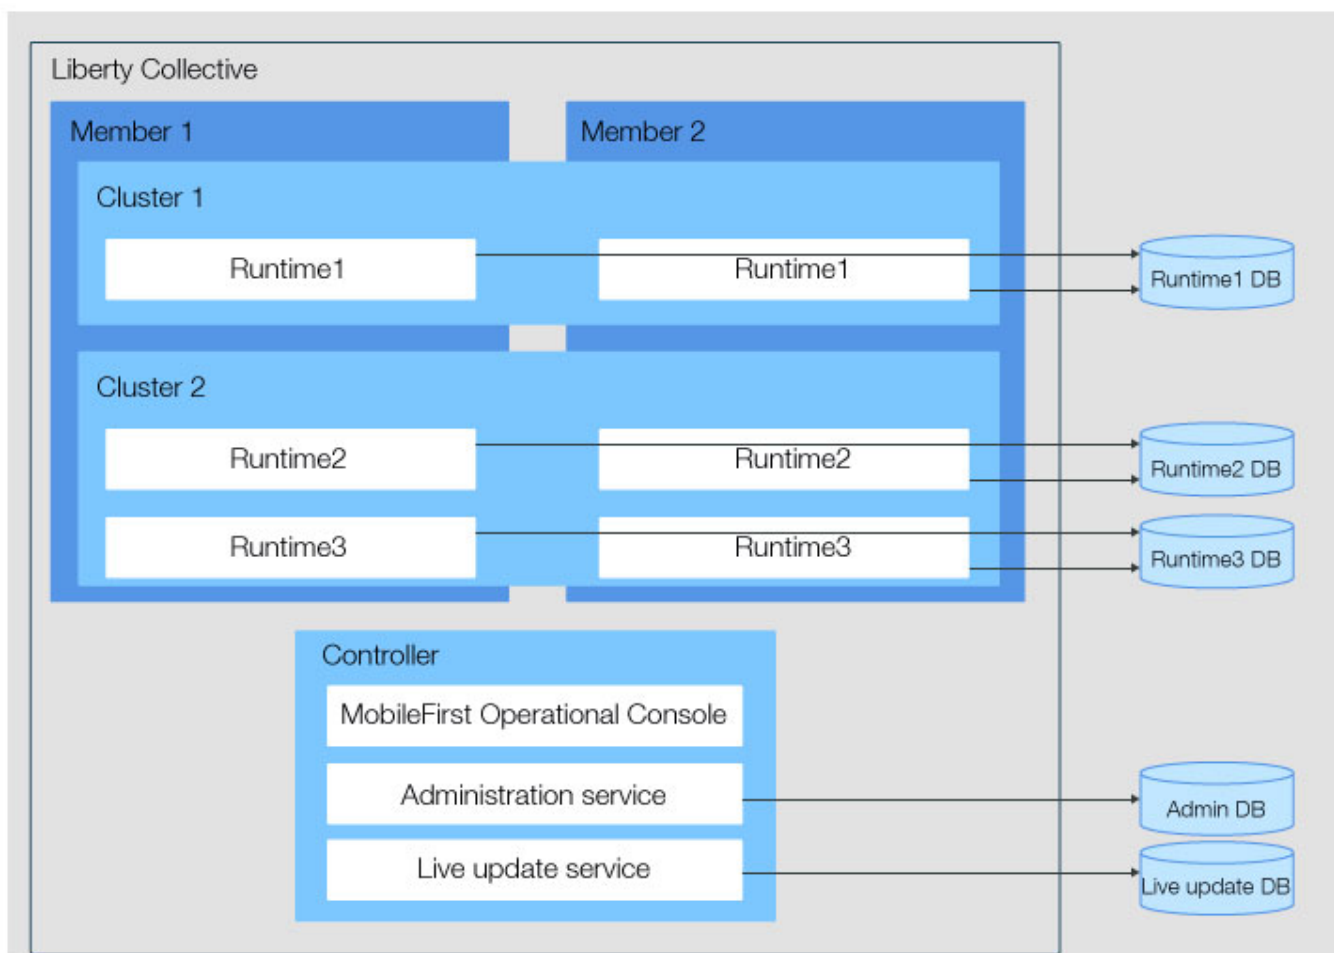 Liberty Collective
Member 1
Member 2
Cluster 1
Runtime1
Runtime1
Runtime1 DB
Cluster 2
Runtime2
Runtime2
Runtime2 DB
Runtime3
Runtime3
Runtime3 DB
Controller
MobileFirst Operational Console
Administration service
Admin DB
Live update service
Live update DB